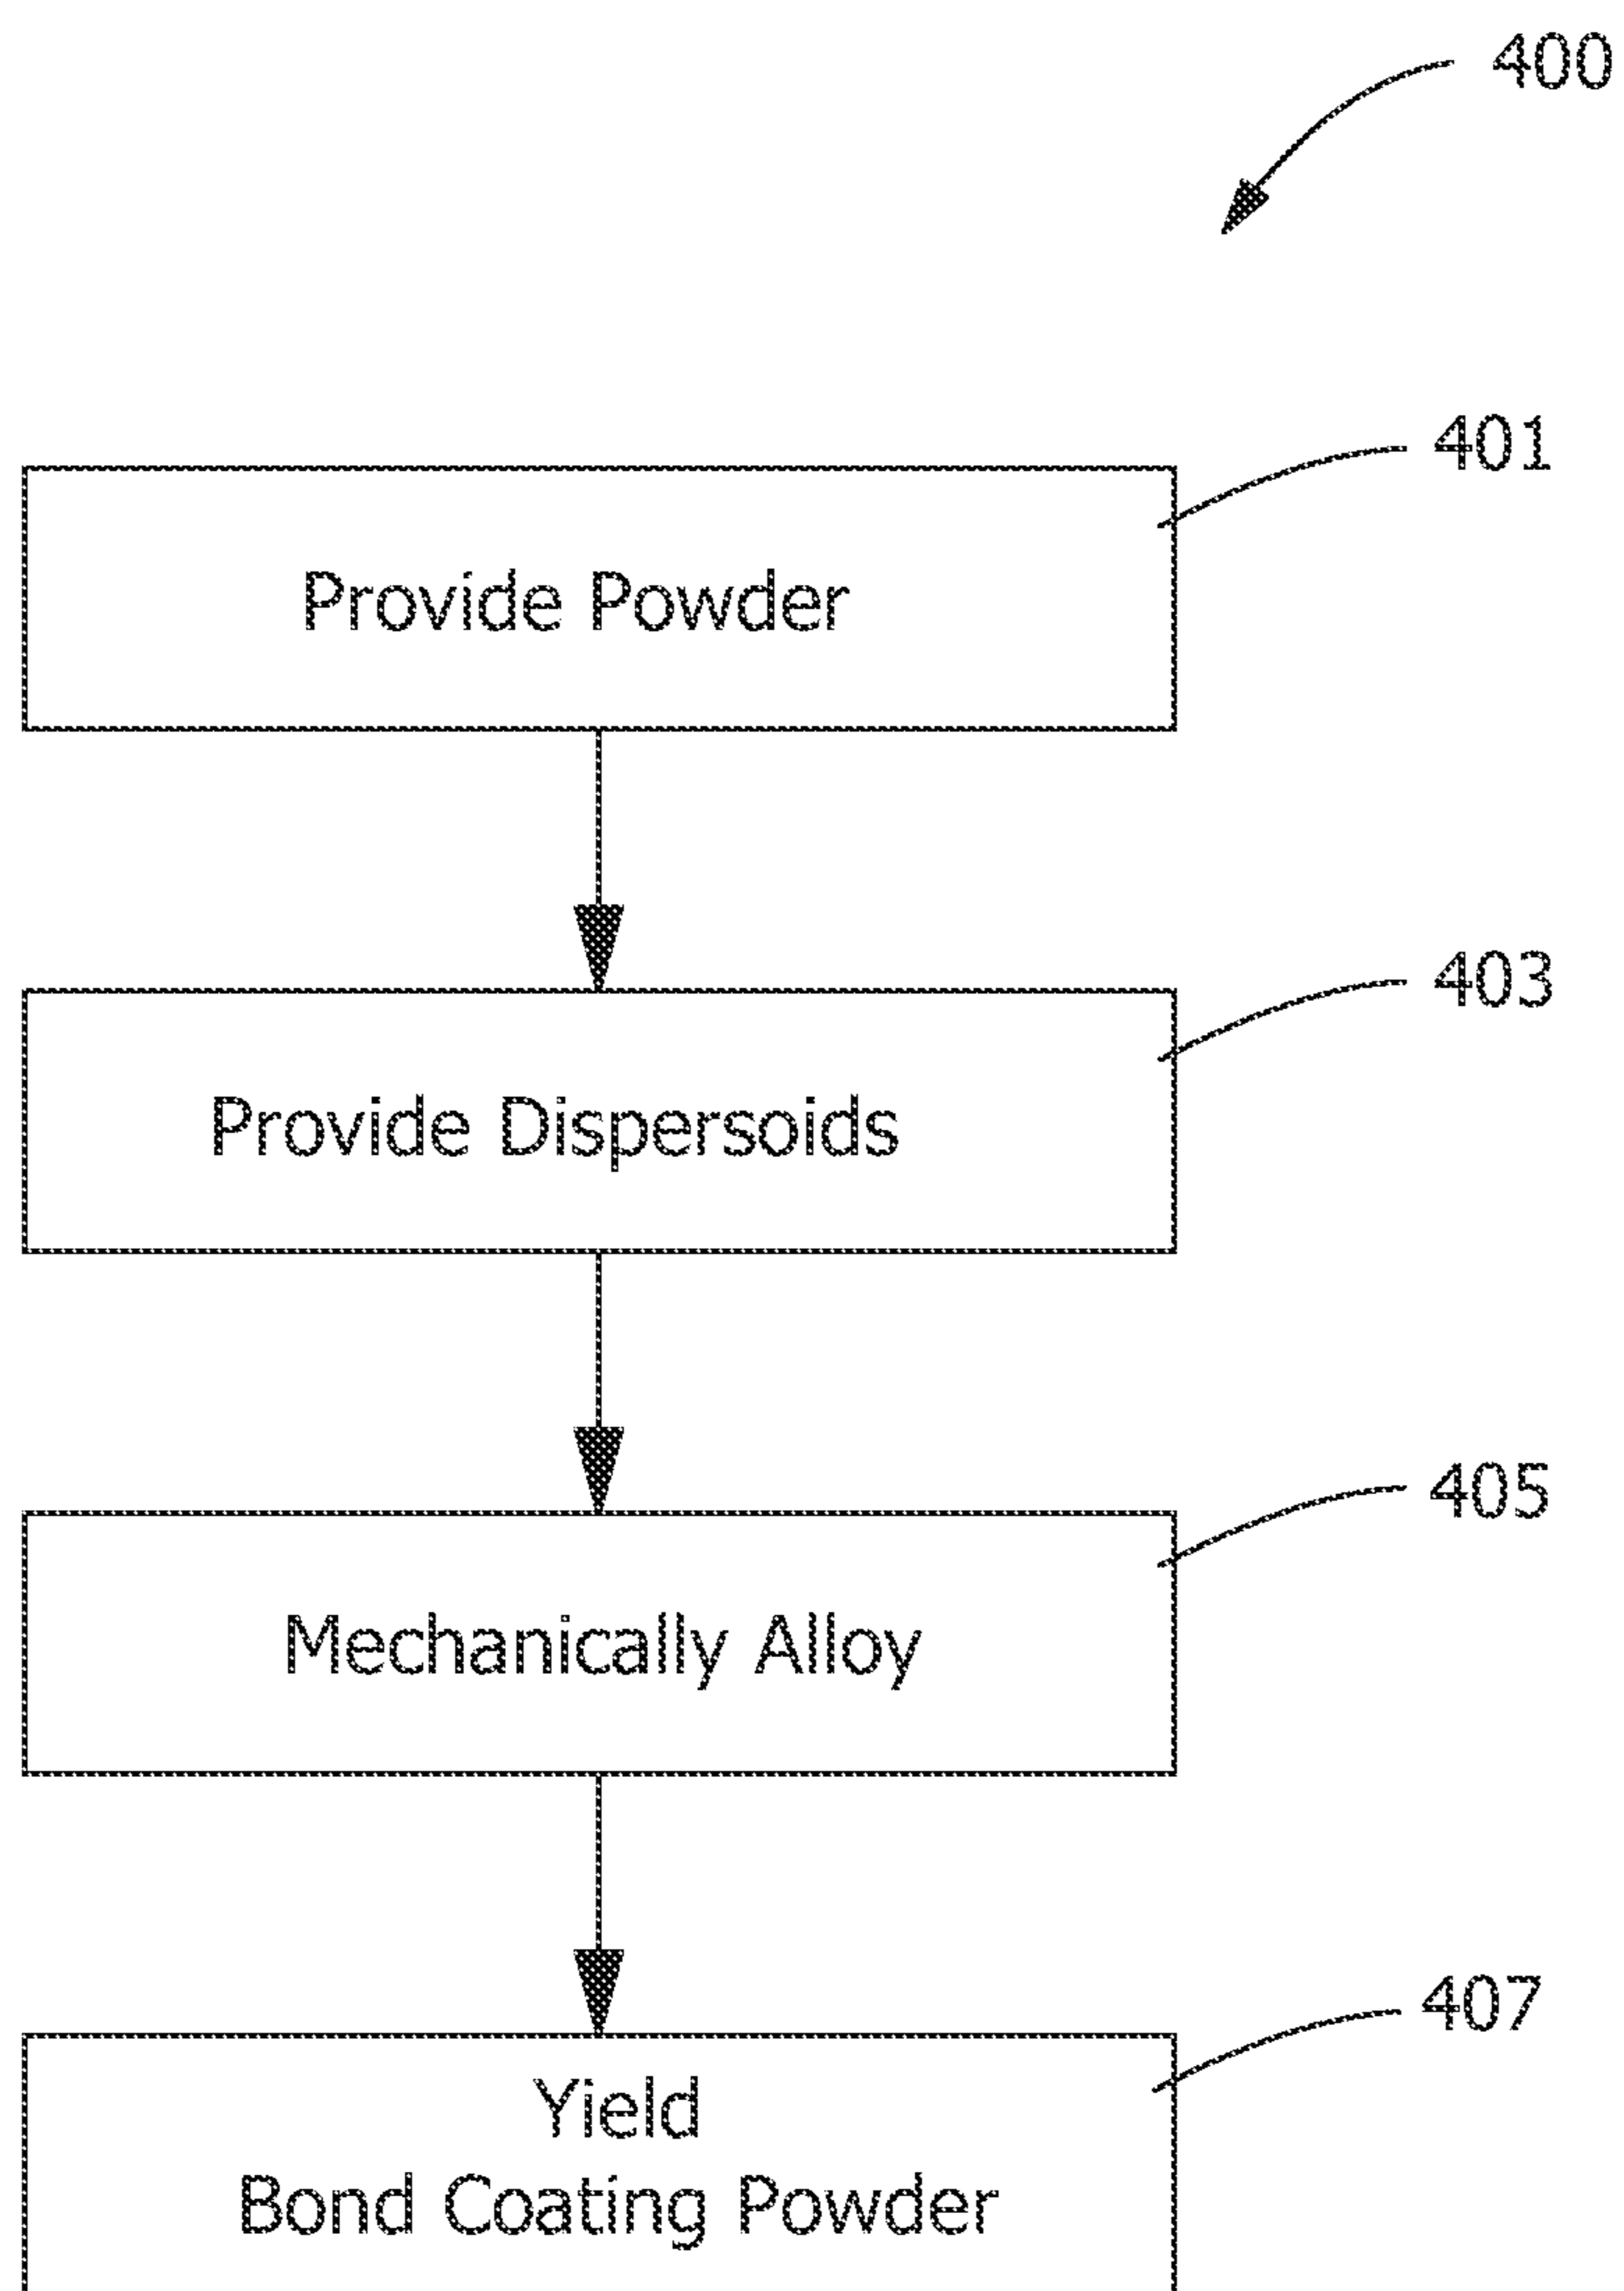 400
401
Provide Powder
403
Provide Dispersoids
405
Mechanically Alloy
407
Yield
Bond Coating Powder